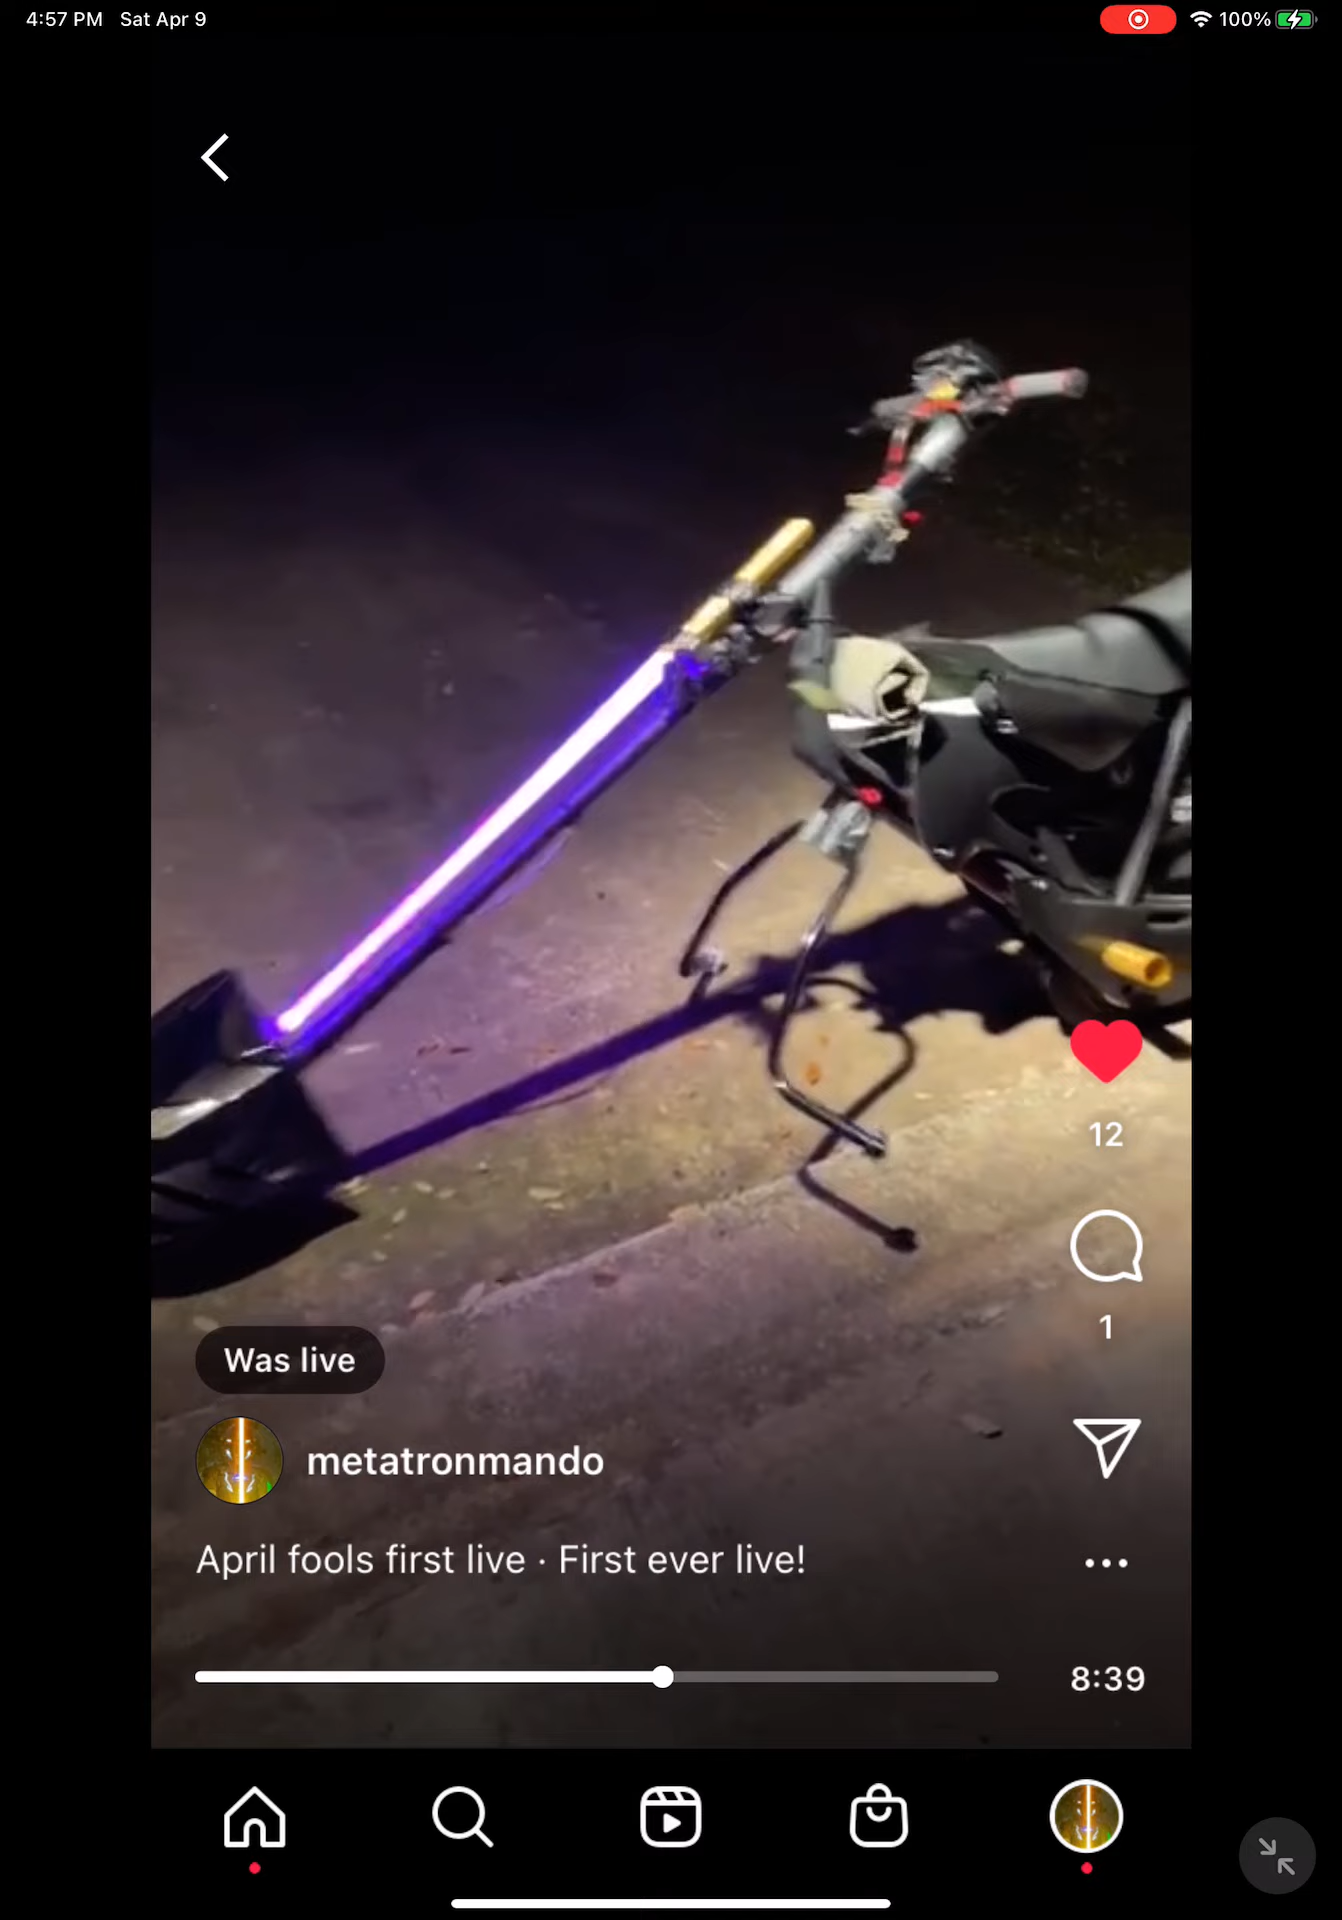 4:57 PM Sat Apr 9
100%
12
1
Was live
metatronmando
April fools first live · First ever live!
8:39